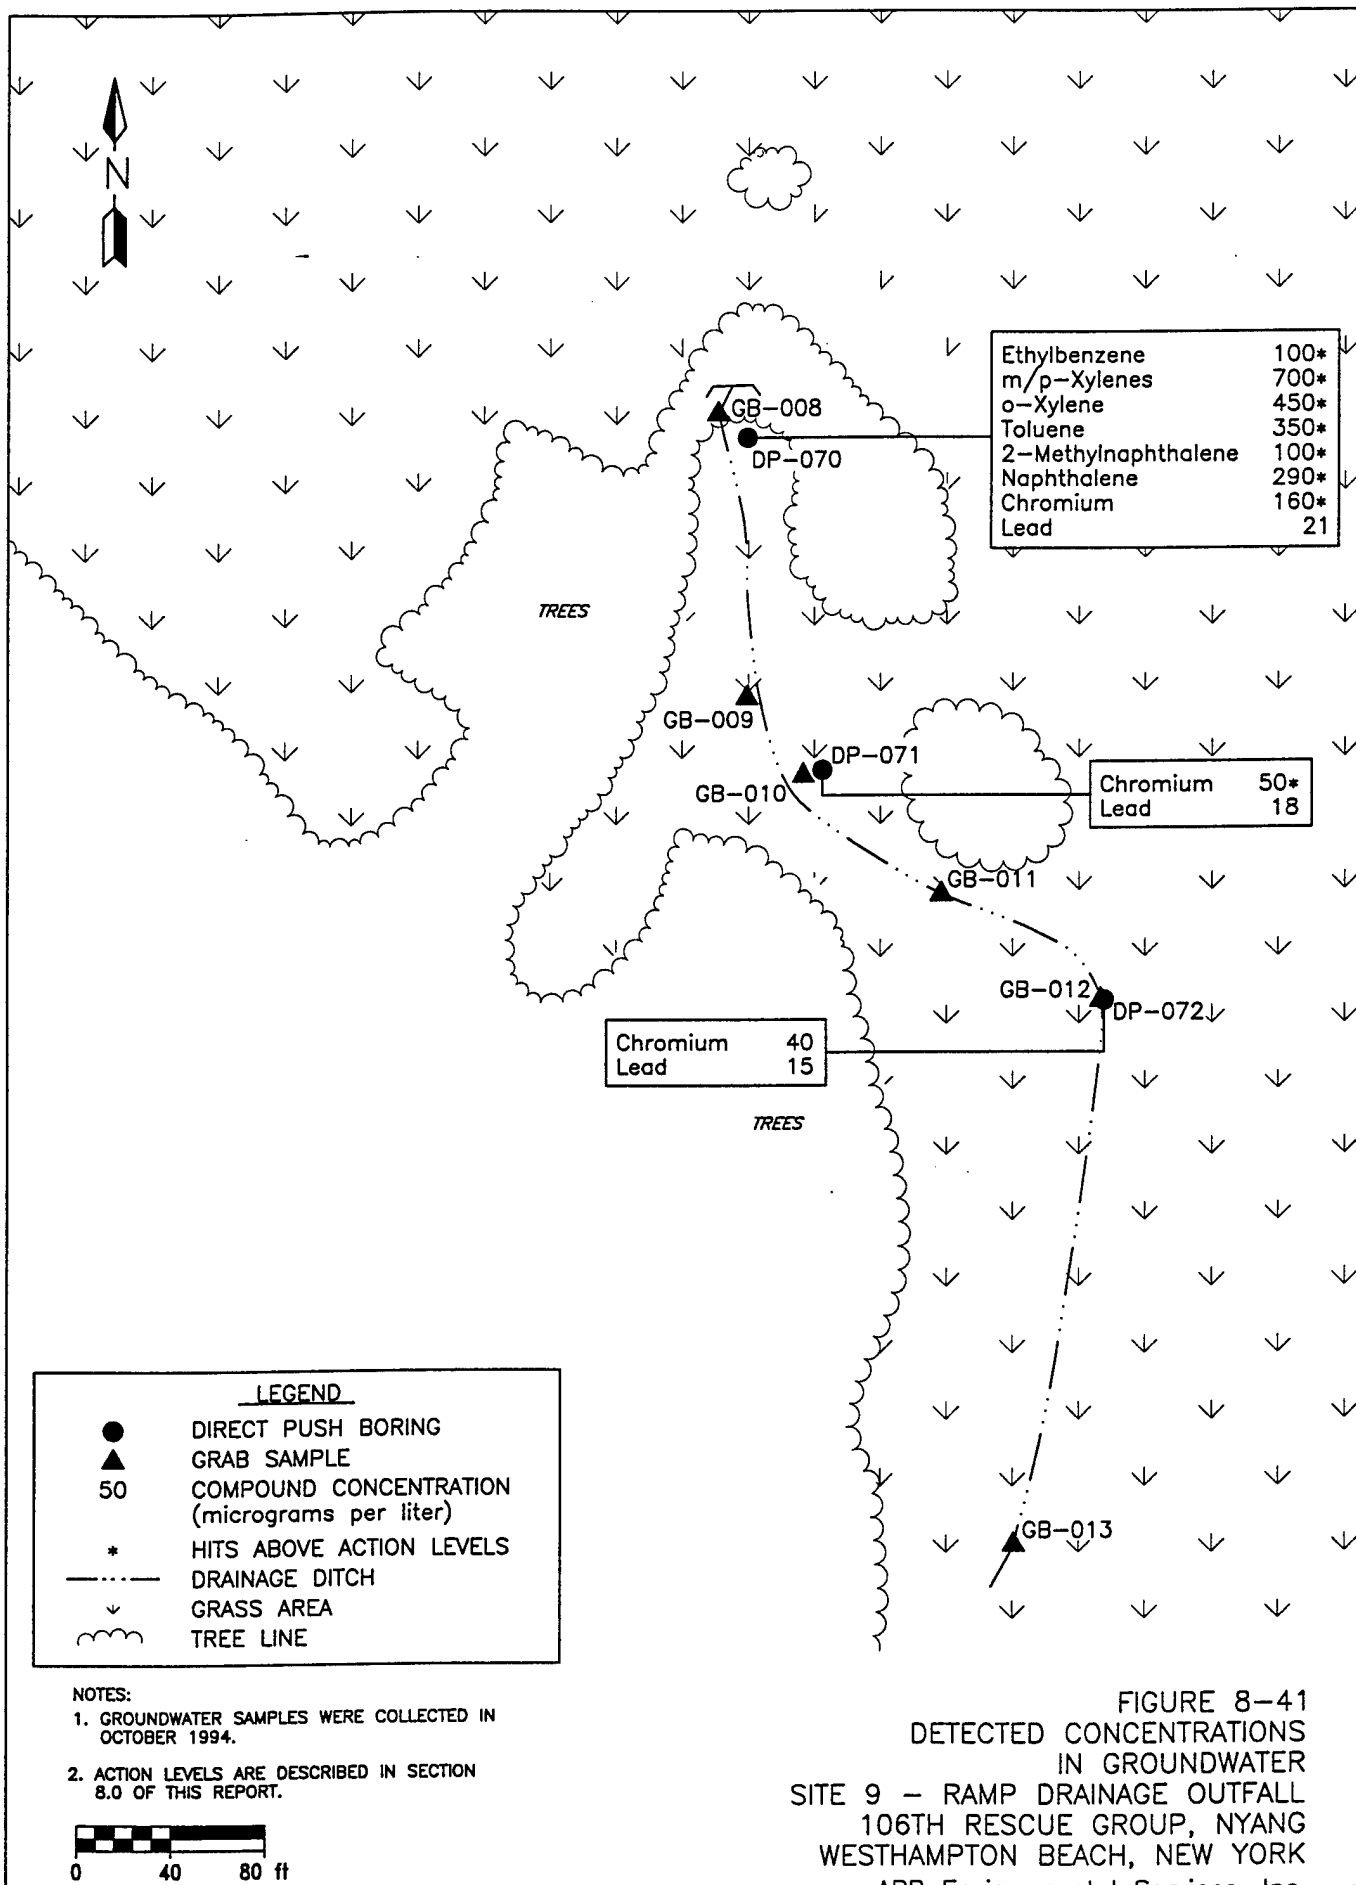 N
GB-008
DP-070
Ethylbenzene 100*
m/p-Xylenes 700*
o-Xylene 450*
Toluene 350*
2-Methylnaphthalene 100*
Naphthalene 290*
Chromium 160*
Lead 21
TREES
GB-009
DP-071
GB-010
Chromium 50*
Lead 18
GB-011
GB-012
DP-072
Chromium 40
Lead 15
TREES
GB-013
LEGEND
DIRECT PUSH BORING
GRAB SAMPLE
50 COMPOUND CONCENTRATION
(micrograms per liter)
* HITS ABOVE ACTION LEVELS
DRAINAGE DITCH
GRASS AREA
TREE LINE
NOTES:
1. GROUNDWATER SAMPLES WERE COLLECTED IN
OCTOBER 1994.
2. ACTION LEVELS ARE DESCRIBED IN SECTION
8.0 OF THIS REPORT.
0 40 80 ft
FIGURE 8-41
DETECTED CONCENTRATIONS
IN GROUNDWATER
SITE 9 - RAMP DRAINAGE OUTFALL
106TH RESCUE GROUP, NYANG
WESTHAMPTON BEACH, NEW YORK